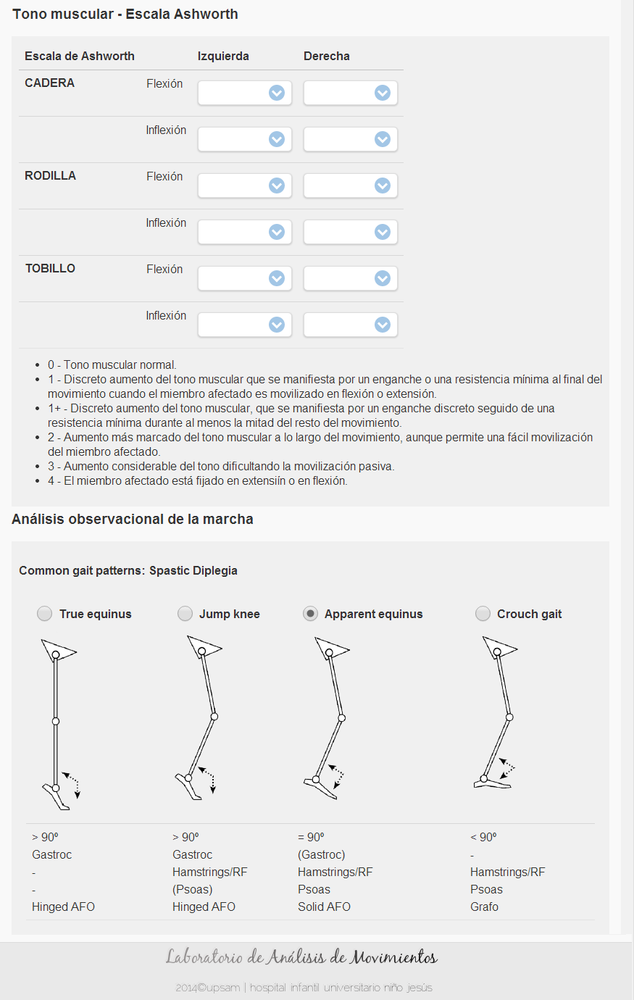 Tono muscular - Escala Ashworth
Escala de Ashworth Izquierda Derecha
CADERA Flexión
Inflexión
RODILLA Flexión
Inflexión
TOBILLO Flexión
Inflexión
• 0 - Tono muscular normal.
• 1 - Discreto aumento del tono muscular que se manifiesta por un enganche o una resistencia mínima al final del
movimiento cuando el miembro afectado es movilizado en flexión o extensión.
• 1+ - Discreto aumento del tono muscular, que se manifiesta por un enganche discreto seguido de una
resistencia mínima durante al menos la mitad del resto del movimiento.
• 2 - Aumento más marcado del tono muscular a lo largo del movimiento, aunque permite una fácil movilización
del miembro afectado.
• 3 - Aumento considerable del tono dificultando la movilización pasiva.
• 4 - El miembro afectado está fijado en extensiín o en flexión.
Análisis observacional de la marcha
Common gait patterns: Spastic Diplegia
True equinus Jump knee Apparent equinus Crouch gait
> 90º > 90º = 90º < 90º
Gastroc Gastroc (Gastroc) -
- Hamstrings/RF Hamstrings/RF Hamstrings/RF
- (Psoas) Psoas Psoas
Hinged AFO Hinged AFO Solid AFO Grafo
Laboratorio de Análisis de Movimientos
2014©upsam | hospital infantil universitario niño jesús